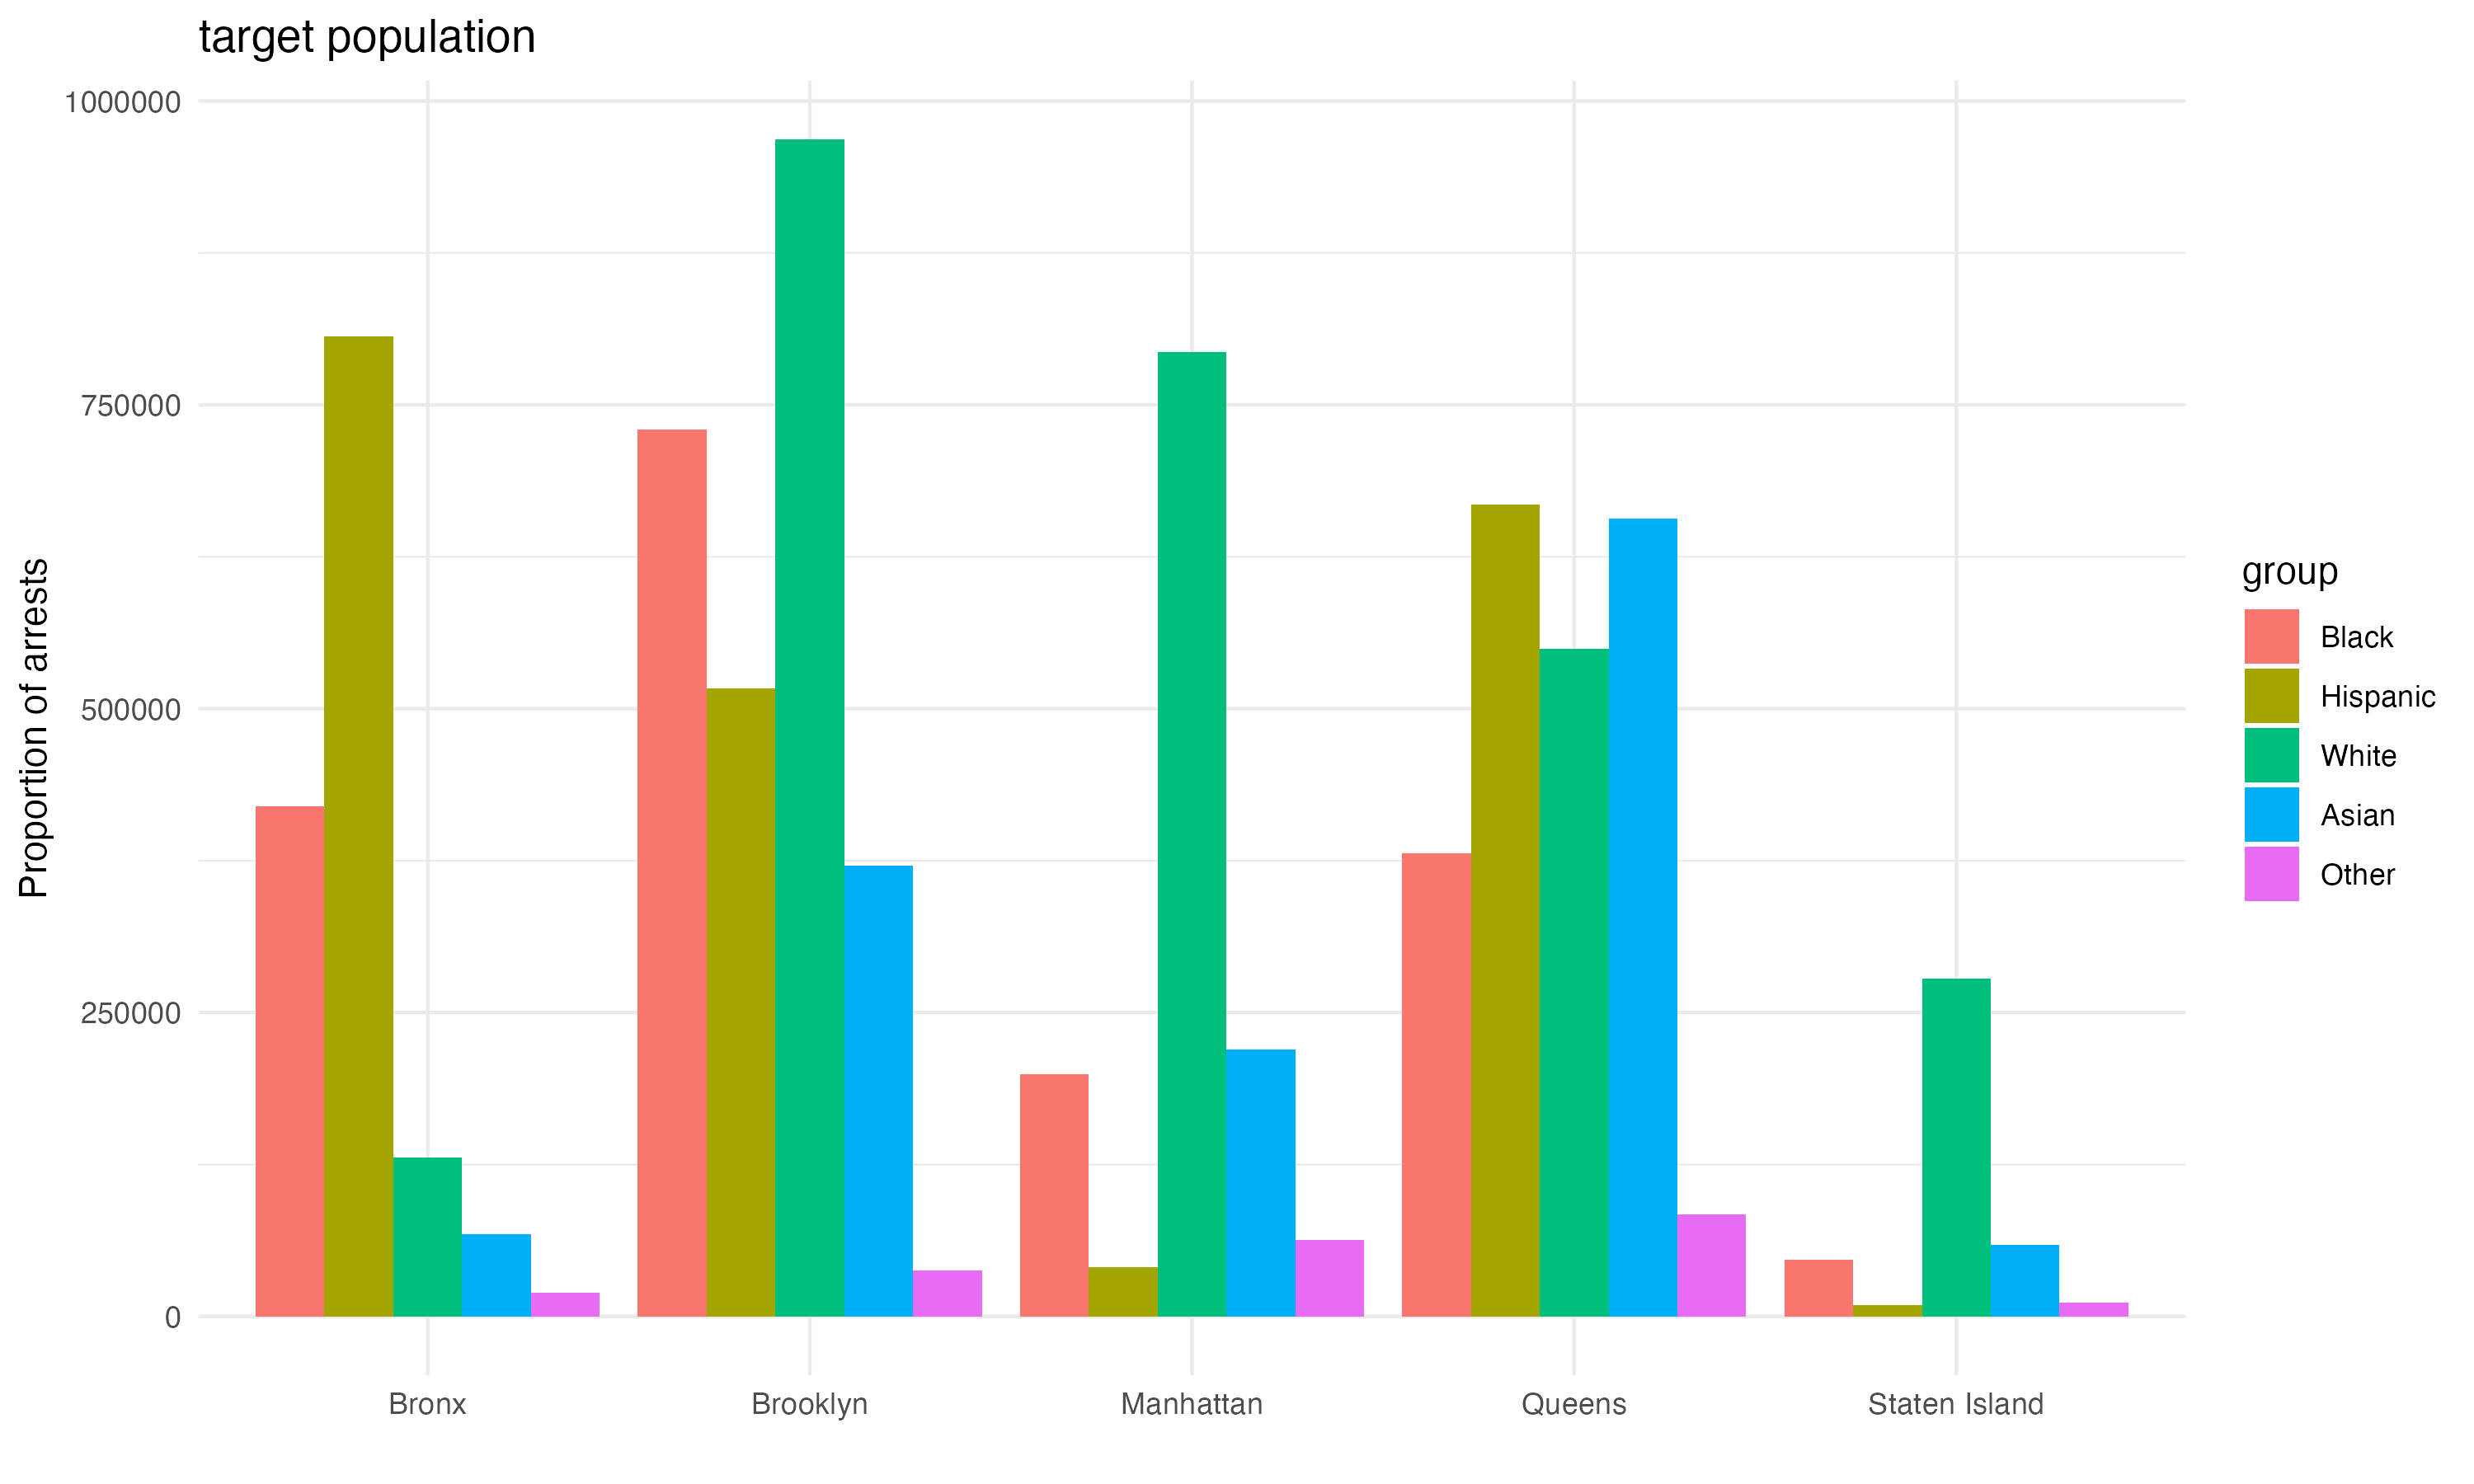 target population
1000000
750000
500000
250000
0
Proportion of arrests
Bronx
Brooklyn
Manhattan
Queens
Staten Island
group
Black
Hispanic
White
Asian
Other